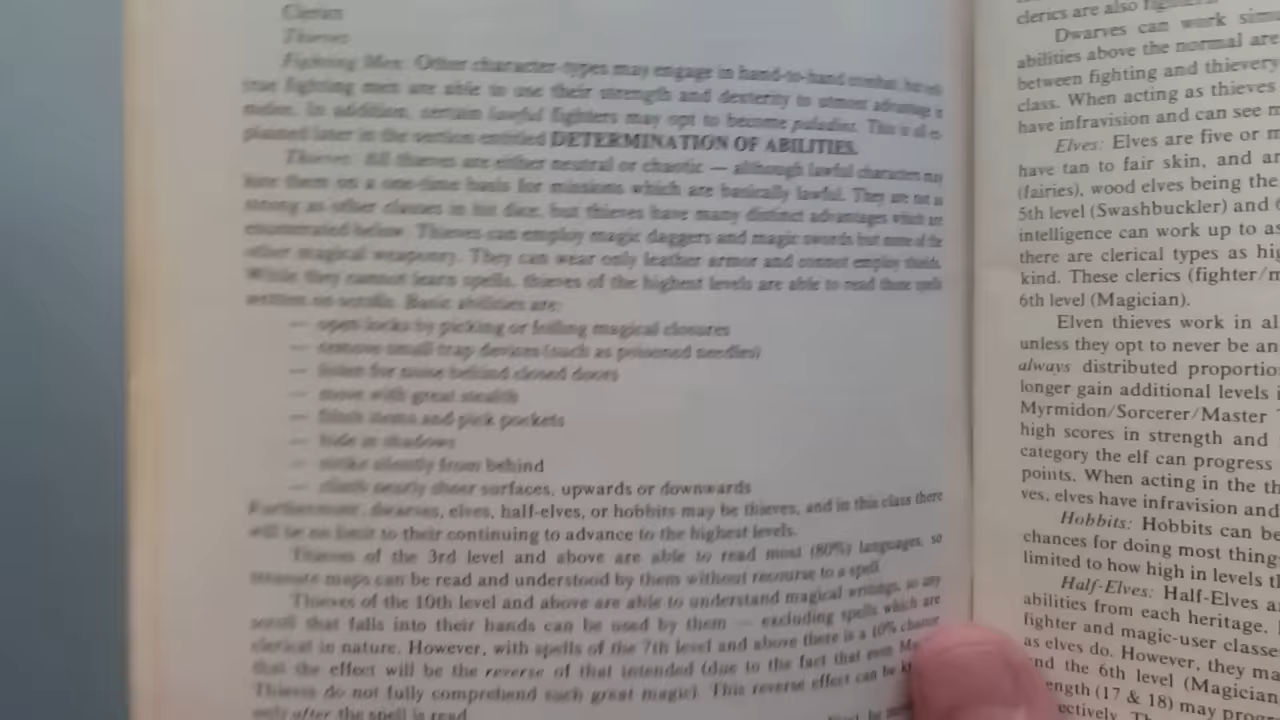 Clerics
Thieves
Fighting Men: Other character-types may engage in hand-to-hand combat, but
true fighting men are able to use their strength and dexterity to utmost advantage in
melee. In addition, certain lawful fighters may opt to become paladins. This is all ex-
plained later in the section entitled DETERMINATION OF ABILITIES.
Thieves: All thieves are either neutral or chaotic — although lawful characters may
hire them on a one-time basis for missions which are basically lawful. They are not as
strong as other classes in hit dice, but thieves have many distinct advantages which are
enumerated below. Thieves can employ magic daggers and magic swords but none of the
other magical weaponry. They can wear only leather armor and cannot employ shields.
While they cannot learn spells, thieves of the highest levels are able to read those spells
written on scrolls. Basic abilities are:
— open locks by picking or foiling magical closures
— remove small trap devices (such as poisoned needles)
— listen for noise behind closed doors
— move with great stealth
— filch items and pick pockets
— hide in shadows
— strike silently from behind
— climb nearly sheer surfaces, upwards or downwards
Furthermore, dwarves, elves, half-elves, or hobbits may be thieves, and in this class there
will be no limit to their continuing to advance to the highest levels.
Thieves of the 3rd level and above are able to read most (80%) languages, so
treasure maps can be read and understood by them without recourse to a spell.
Thieves of the 10th level and above are able to understand magical writings, so any
scroll that falls into their hands can be used by them — excluding spells which are
clerical in nature. However, with spells of the 7th level and above there is a (10% chance
that the effect will be the reverse of that intended (due to the fact that even
Thieves do not fully comprehend such great magic). This reverse effect can be
only after the spell is read.
clerics are also
Dwarves can work
abilities above the normal are
between fighting and thievery
class. When acting as thieves
have infravision and can see
Elves: Elves are five or
have tan to fair skin, and
(fairies), wood elves being the
5th level (Swashbuckler) and
intelligence can work up to
there are clerical types as
kind. These clerics (fighter/
6th level (Magician).
Elven thieves work in
unless they opt to never be an
always distributed
longer gain additional levels
Myrmidon/Sorcerer/Master
high scores in strength and
category the elf can progress
points. When acting in the
ves, elves have infravision and
Hobbits: Hobbits can be
chances for doing most
limited to how high in levels
Half-Elves: Half-Elves
abilities from each heritage.
fighter and magic-user
as elves do. However, they
and the 6th level (Magician
(17 & 18) may